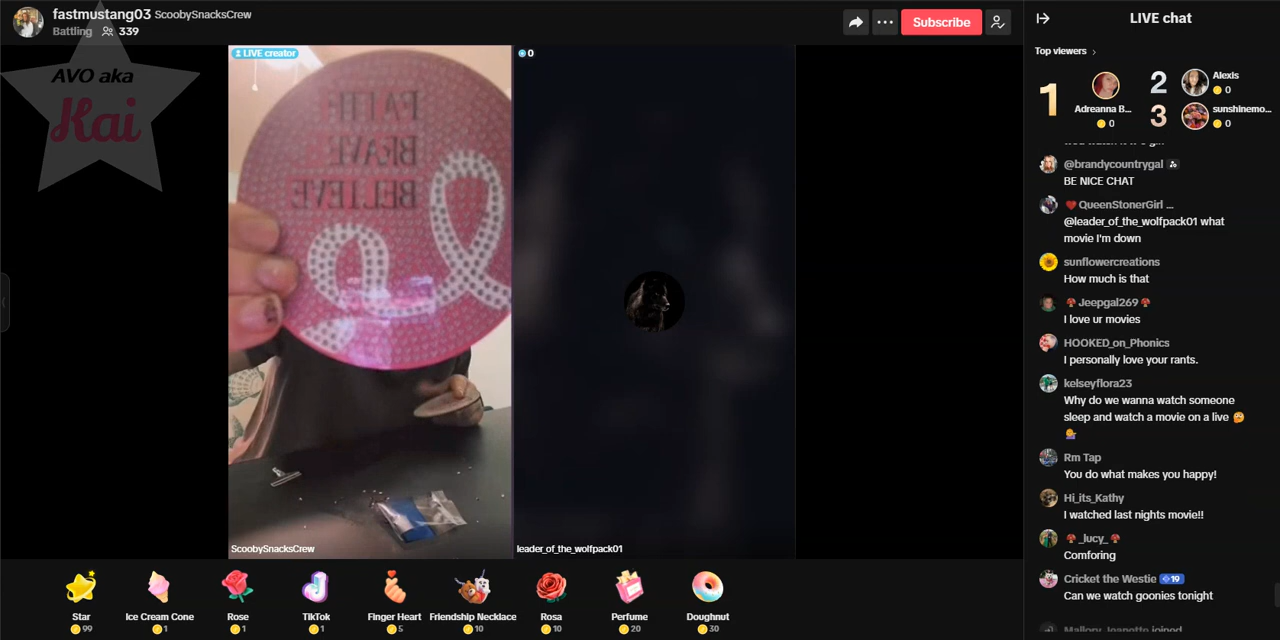 fastmustang03 ScoobySnacksCrew
Battling 339
Subscribe
AVO aka
Kai
LIVE creator
0
FAITH
BRAVE
BELIEVE
ScoobySnacksCrew
leader_of_the_wolfpack01
Star
99
Ice Cream Cone
1
Rose
1
TikTok
1
Finger Heart
5
Friendship Necklace
10
Rosa
10
Perfume
20
Doughnut
30
LIVE chat
Top viewers
1
Adreanna B...
0
2
Alexis
0
3
sunshinemo...
0
@brandycountrygal
BE NICE CHAT
QueenStonerGirl ...
@leader_of_the_wolfpack01 what
movie I'm down
sunflowercreations
How much is that
Jeepgal269
I love ur movies
HOOKED_on_Phonics
I personally love your rants.
kelseyflora23
Why do we wanna watch someone
sleep and watch a movie on a live
Rm Tap
You do what makes you happy!
Hi_its_Kathy
I watched last nights movie!!
_lucy_
Comforing
Cricket the Westie 19
Can we watch goonies tonight
Mallory Jeanette joined